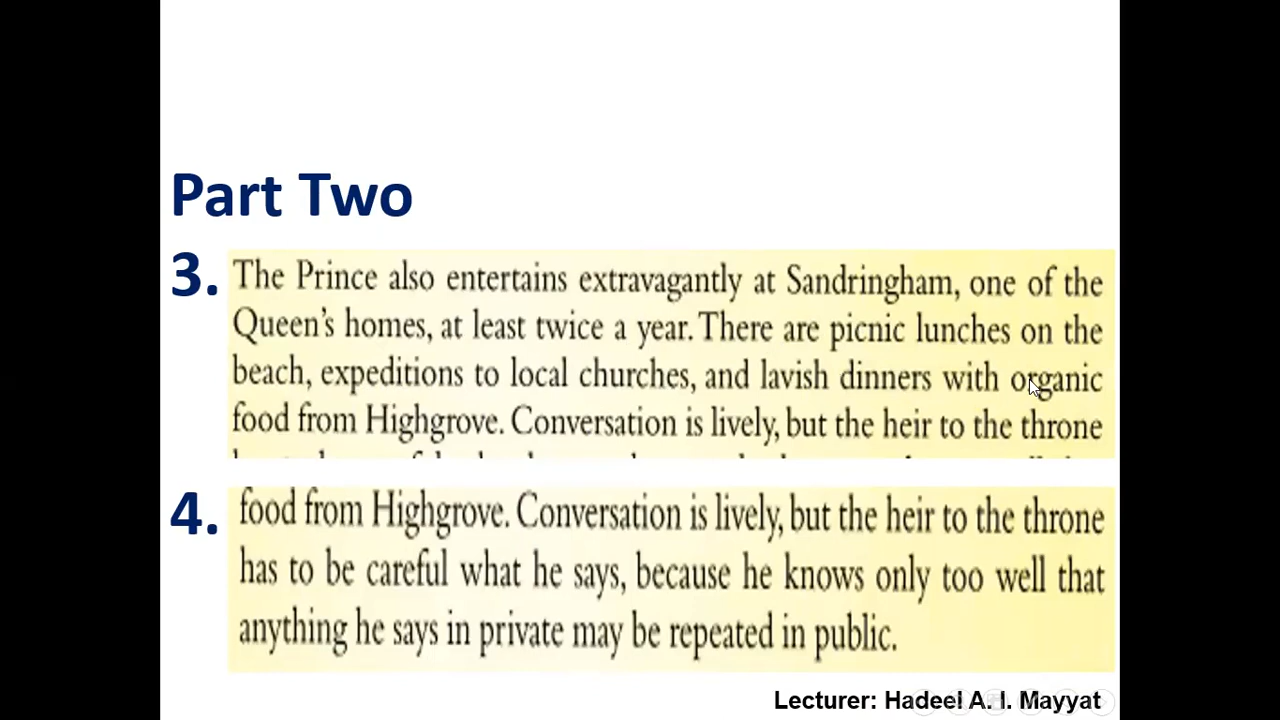 Part Two
3.
The Prince also entertains extravagantly at Sandringham, one of the
Queen's homes, at least twice a year. There are picnic lunches on the
beach, expeditions to local churches, and lavish dinners with organic
food from Highgrove. Conversation is lively, but the heir to the throne
4.
food from Highgrove. Conversation is lively, but the heir to the throne
has to be careful what he says, because he knows only too well that
anything he says in private may be repeated in public.
Lecturer: Hadeel A. I. Mayyat